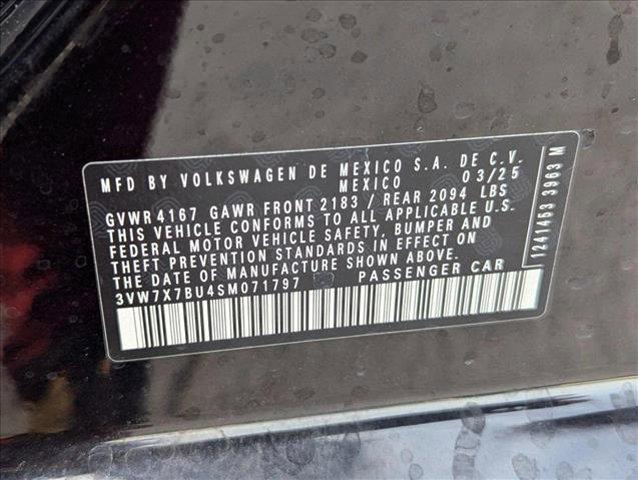 MFD BY VOLKSWAGEN DE MEXICO S.A. DE C.V.
MEXICO 03/25
GVWR 4167 GAWR FRONT 2183 / REAR 2094 LBS
THIS VEHICLE CONFORMS TO ALL APPLICABLE U.S.
FEDERAL MOTOR VEHICLE SAFETY, BUMPER AND
THEFT PREVENTION STANDARDS IN EFFECT ON
THE DATE OF MANUFACTURE SHOWN ABOVE.
3VW7X7BU4SM071797 PASSENGER CAR
1241453 3963 M